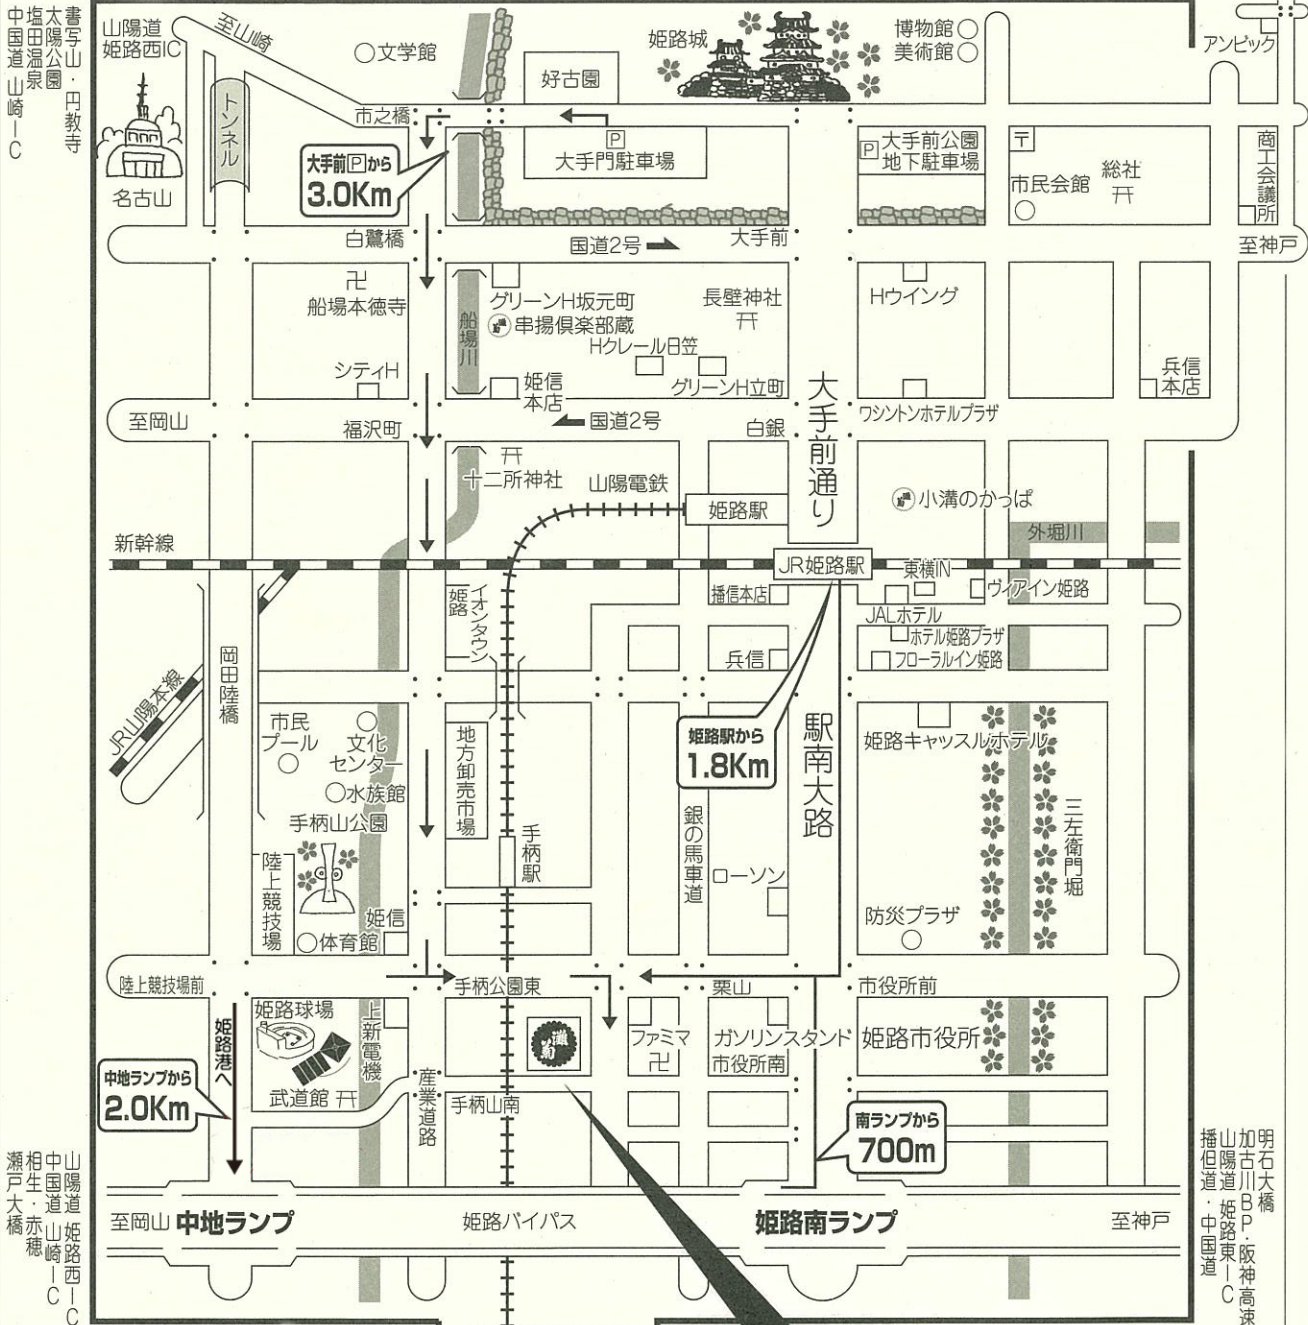 書写山・円教寺
太陽公園
塩田温泉
中国道 山崎IC
山陽道
姫路西IC
至山崎
文学館
好古園
姫路城
博物館
美術館
アンビック
トンネル
市之橋
P
大手門駐車場
P
大手前公園
地下駐車場
〒
市民会館
総社
商工会議所
名古山
大手前Pから
3.0Km
白鷺橋
国道2号
大手前
至神戸
船場本徳寺
船場川
グリーンH坂元町
串揚倶楽部蔵
長壁神社
Hウイング
Hクレール日笠
グリーンH立町
シティH
姫信
本店
兵信
本店
至岡山
福沢町
国道2号
白銀
ワシントンホテルプラザ
大手前通り
十二所神社
山陽電鉄
姫路駅
小溝のかっぱ
外堀川
新幹線
JR姫路駅
東横IN
ヴィアイン姫路
播信本店
JALホテル
ホテル姫路プラザ
フローラルイン姫路
兵信
イオンタウン
姫路
岡田陸橋
JR山陽本線
市民
プール
文化
センター
水族館
手柄山公園
地方卸売市場
姫路駅から
1.8Km
駅南大路
姫路キャッスルホテル
三左衛門堀
手柄駅
銀の馬車道
ローソン
陸上競技場
姫信
体育館
防災プラザ
陸上競技場前
手柄公園東
栗山
市役所前
姫路港へ
姫路球場
上新電機
灘菊
ファミマ
ガソリンスタンド
姫路市役所
市役所南
武道館
産業道路
手柄山南
中地ランプから
2.0Km
南ランプから
700m
至岡山
中地ランプ
姫路バイパス
姫路南ランプ
至神戸
山陽道 姫路西IC
中国道 山崎IC
相生・赤穂
瀬戸大橋
明石大橋
加古川BP・阪神高速
山陽道 姫路東IC
播但道・中国道